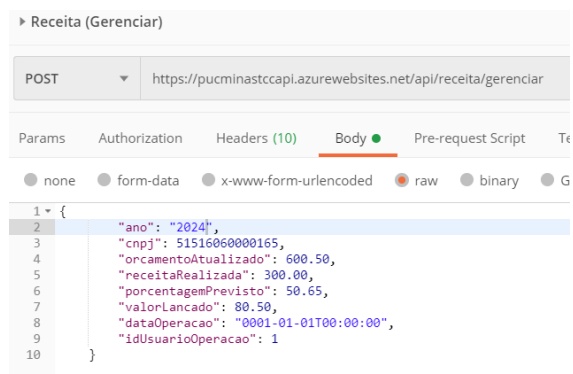 Receita (Gerenciar)
POST https://pucminastccapi.azurewebsites.net/api/receita/gerenciar
Params Authorization Headers (10) Body Pre-request Script Te
none form-data x-www-form-urlencoded raw binary G
1 {
2 "ano": "2024",
3 "cnpj": 51516060000165,
4 "orcamentoAtualizado": 600.50,
5 "receitaRealizada": 300.00,
6 "porcentagemPrevisto": 50.65,
7 "valorLancado": 80.50,
8 "dataOperacao": "0001-01-01T00:00:00",
9 "idUsuarioOperacao": 1
10 }